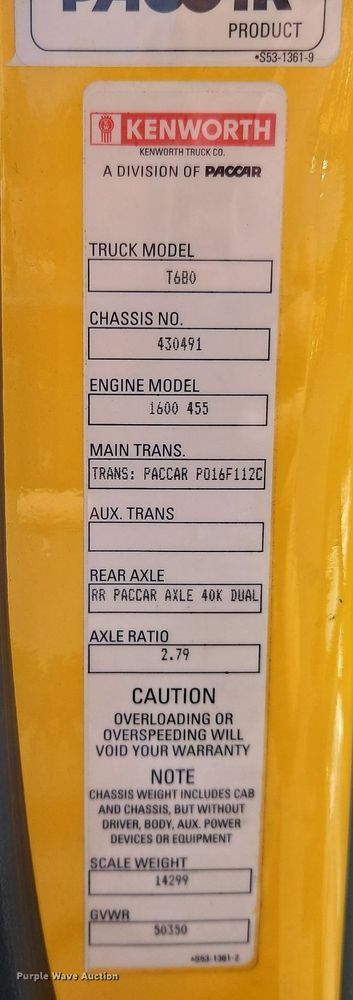 PACCAR
PRODUCT
•S53-1361-9
KENWORTH
KENWORTH TRUCK CO.
A DIVISION OF PACCAR
TRUCK MODEL
T680
CHASSIS NO.
430491
ENGINE MODEL
1600 455
MAIN TRANS.
TRANS: PACCAR PO16F112C
AUX. TRANS
REAR AXLE
RR PACCAR AXLE 40K DUAL
AXLE RATIO
2.79
CAUTION
OVERLOADING OR
OVERSPEEDING WILL
VOID YOUR WARRANTY
NOTE
CHASSIS WEIGHT INCLUDES CAB
AND CHASSIS, BUT WITHOUT
DRIVER, BODY, AUX. POWER
DEVICES OR EQUIPMENT
SCALE WEIGHT
14299
GVWR
50350
•S53-1361-2
Purple Wave Auction